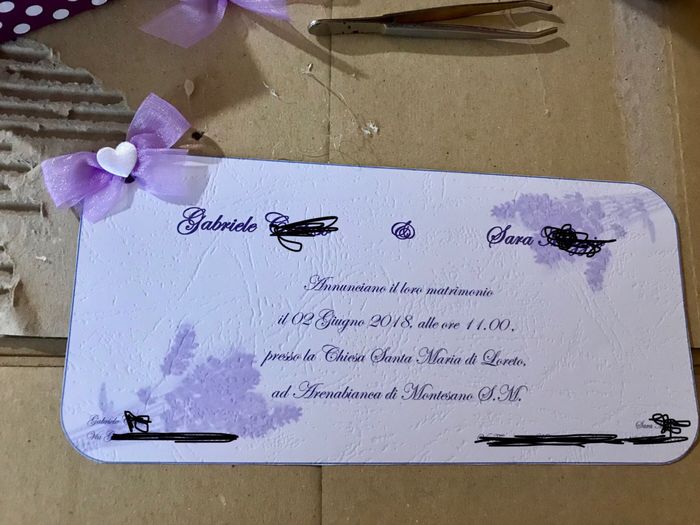 Gabriele & Sara
Annunciano il loro matrimonio
il 02 Giugno 2018, alle ore 11.00,
presso la Chiesa Santa Maria di Loreto,
ad Arenabianca di Montesano S.M.
Gabriele
Via
Sara